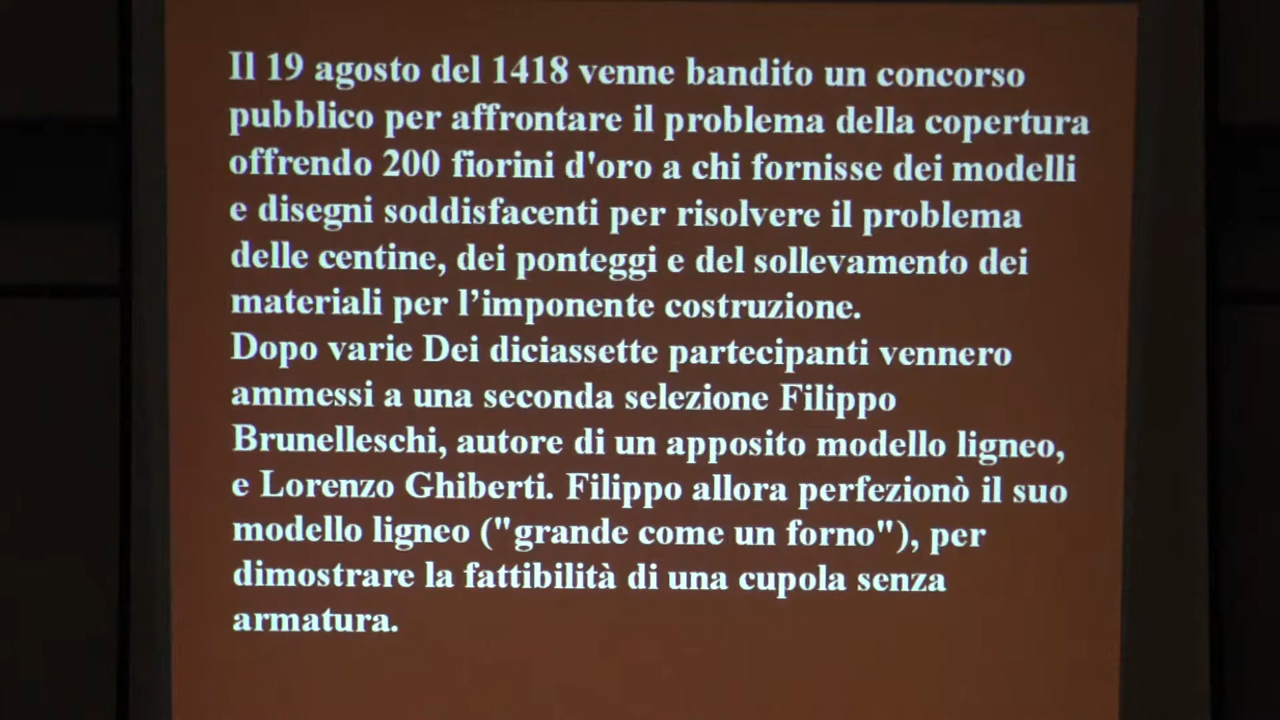 Il 19 agosto del 1418 venne bandito un concorso
pubblico per affrontare il problema della copertura
offrendo 200 fiorini d'oro a chi fornisse dei modelli
e disegni soddisfacenti per risolvere il problema
delle centine, dei ponteggi e del sollevamento dei
materiali per l’imponente costruzione.
Dopo varie Dei diciassette partecipanti vennero
ammessi a una seconda selezione Filippo
Brunelleschi, autore di un apposito modello ligneo,
e Lorenzo Ghiberti. Filippo allora perfezionò il suo
modello ligneo ("grande come un forno"), per
dimostrare la fattibilità di una cupola senza
armatura.